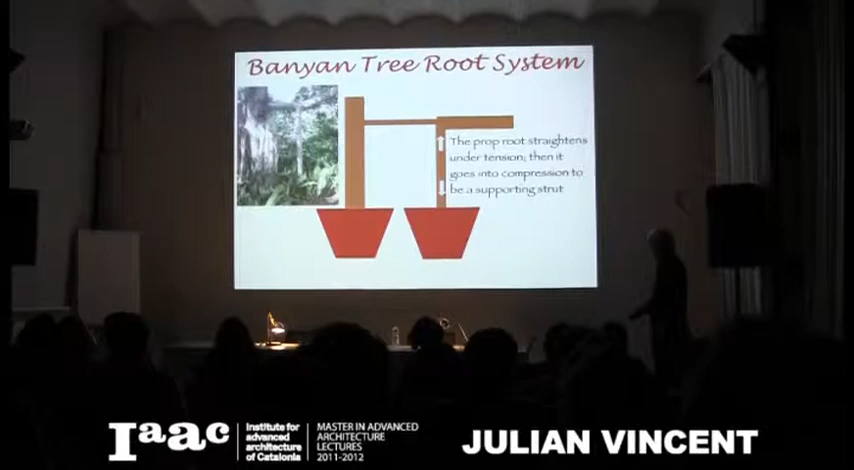 Banyan Tree Root System
The prop root straightens
under tension; then it
goes into compression to
be a supporting strut
Iaac
Institute for
advanced
architecture
of Catalonia
MASTER IN ADVANCED
ARCHITECTURE
LECTURES
2011-2012
JULIAN VINCENT